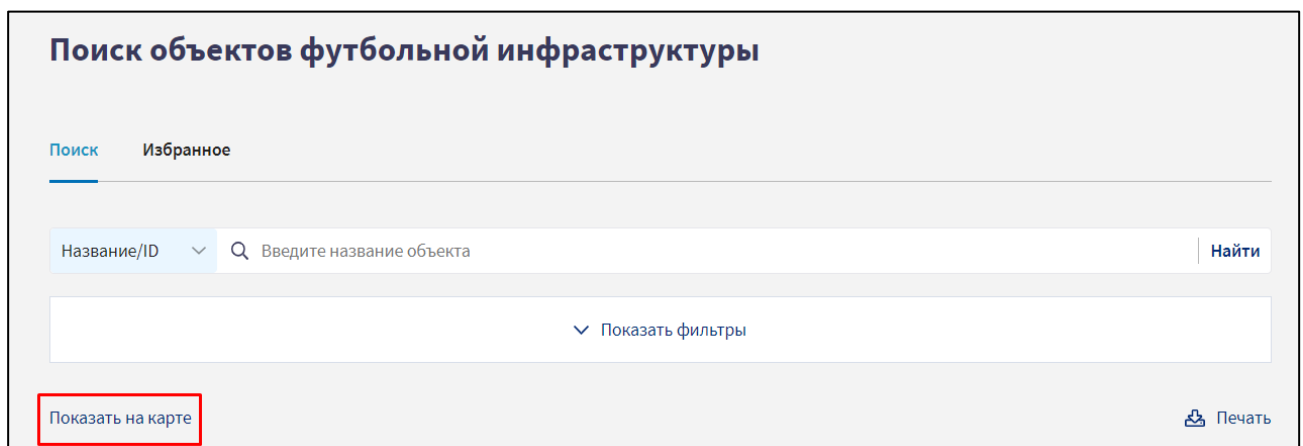 Поиск объектов футбольной инфраструктуры
Поиск Избранное
Название/ID Введите название объекта Найти
Показать фильтры
Показать на карте Печать